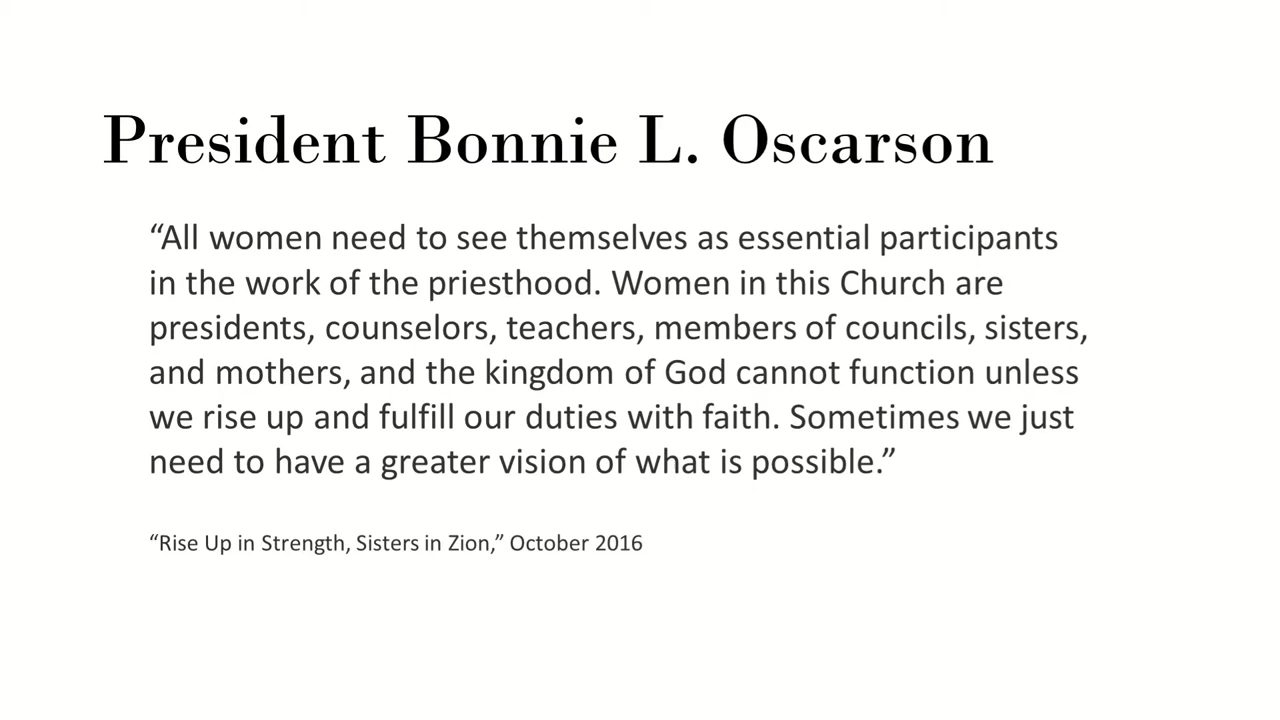 President Bonnie L. Oscarson
“All women need to see themselves as essential participants
in the work of the priesthood. Women in this Church are
presidents, counselors, teachers, members of councils, sisters,
and mothers, and the kingdom of God cannot function unless
we rise up and fulfill our duties with faith. Sometimes we just
need to have a greater vision of what is possible.”
“Rise Up in Strength, Sisters in Zion,” October 2016